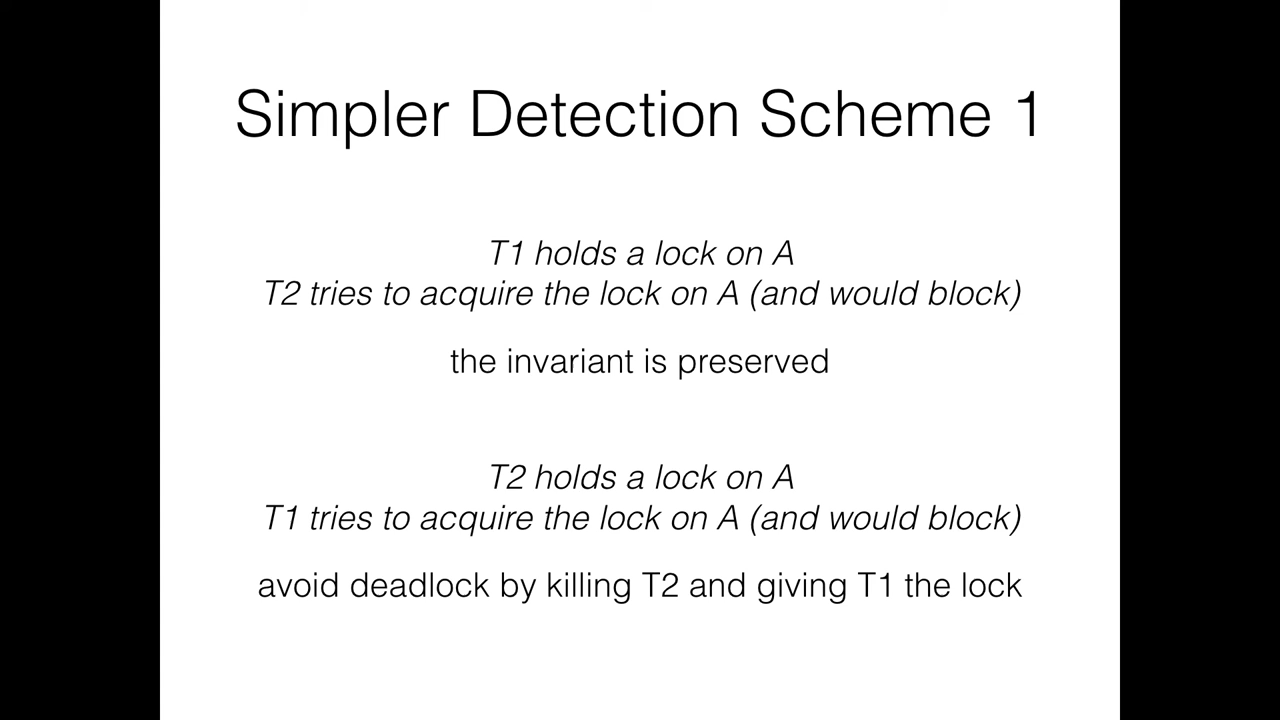 Simpler Detection Scheme 1
T1 holds a lock on A
T2 tries to acquire the lock on A (and would block)
the invariant is preserved
T2 holds a lock on A
T1 tries to acquire the lock on A (and would block)
avoid deadlock by killing T2 and giving T1 the lock